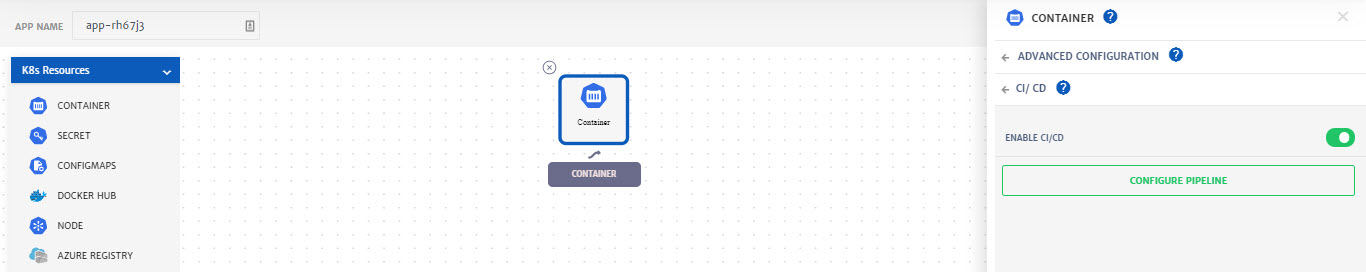 APP NAME
app-rh67j3
K8s Resources
CONTAINER
SECRET
CONFIGMAPS
DOCKER HUB
NODE
AZURE REGISTRY
Container
CONTAINER
CONTAINER ?
ADVANCED CONFIGURATION ?
CI/ CD ?
ENABLE CI/CD
CONFIGURE PIPELINE